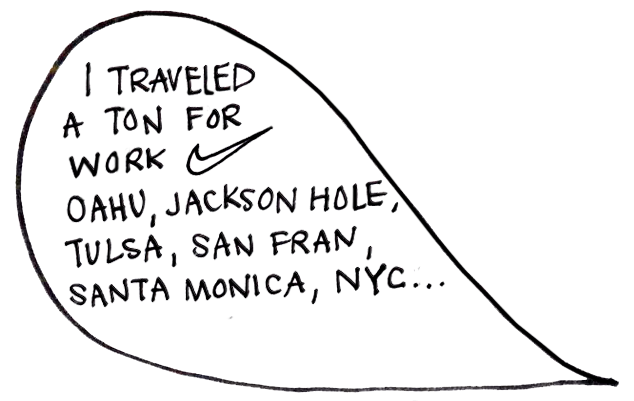 I TRAVELED
A TON FOR
WORK
OAHU, JACKSON HOLE,
TULSA, SAN FRAN,
SANTA MONICA, NYC...